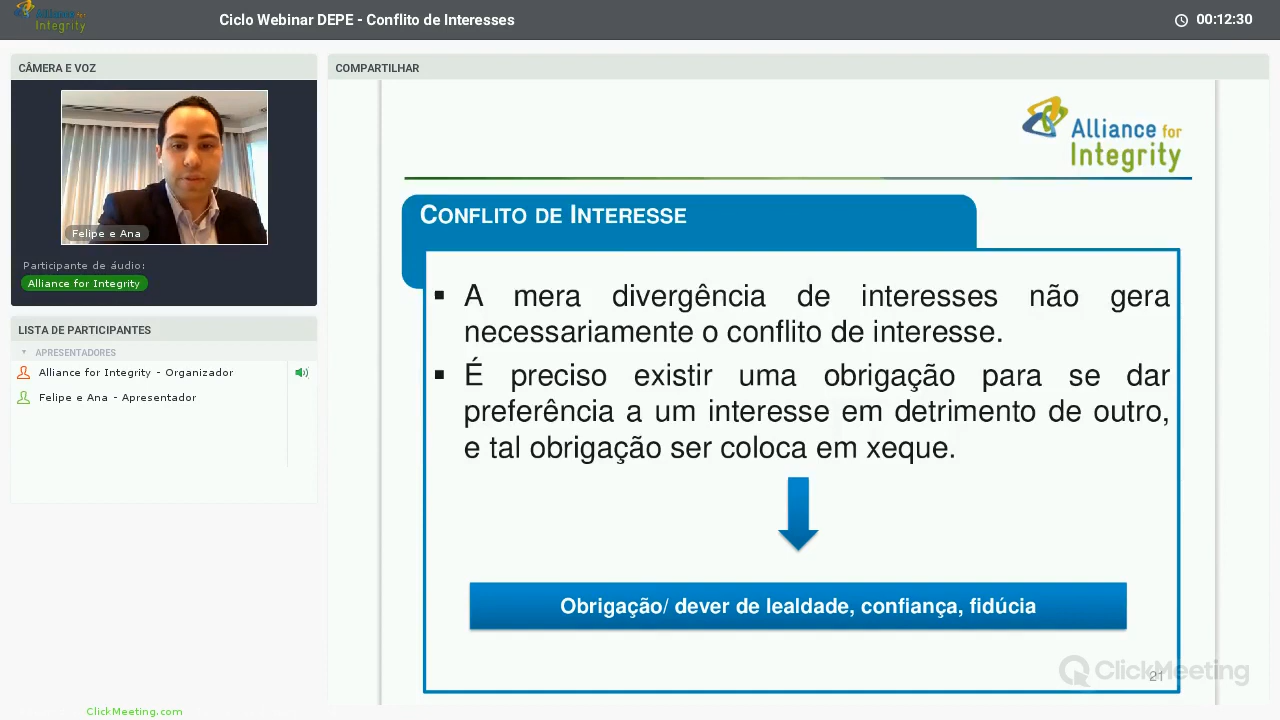 Alliance for
Integrity
Ciclo Webinar DEPE - Conflito de Interesses
00:12:30
CÂMERA E VOZ
Felipe e Ana
Participante de áudio:
Alliance for Integrity
LISTA DE PARTICIPANTES
APRESENTADORES
Alliance for Integrity - Organizador
Felipe e Ana - Apresentador
ClickMeeting.com
COMPARTILHAR
Alliance for
Integrity
CONFLITO DE INTERESSE
▪ A mera divergência de interesses não gera
necessariamente o conflito de interesse.
▪ É preciso existir uma obrigação para se dar
preferência a um interesse em detrimento de outro,
e tal obrigação ser coloca em xeque.
Obrigação/ dever de lealdade, confiança, fidúcia
ClickMeeting
21